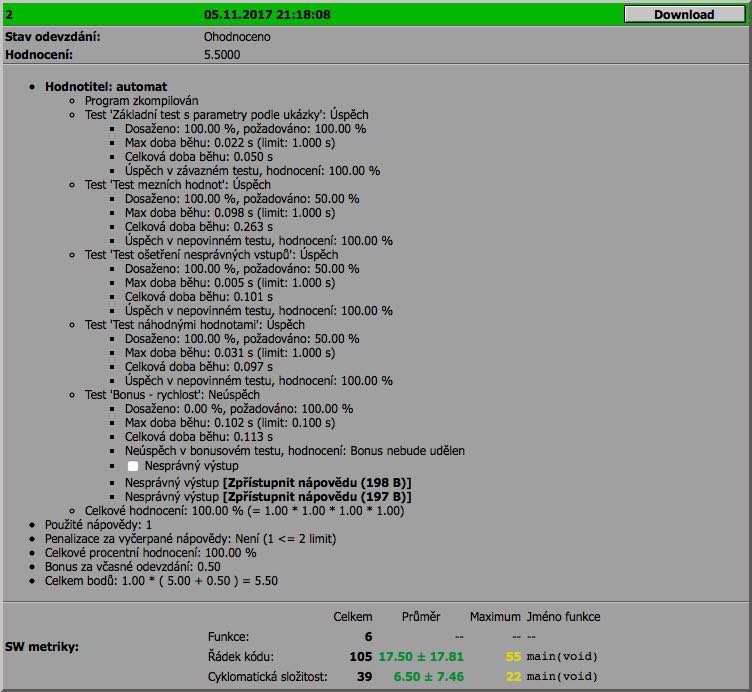 2 05.11.2017 21:18:08 Download
Stav odevzdání: Ohodnoceno
Hodnocení: 5.5000
• Hodnotitel: automat
◦ Program zkompilován
◦ Test 'Základní test s parametry podle ukázky': Úspěch
▪ Dosaženo: 100.00 %, požadováno: 100.00 %
▪ Max doba běhu: 0.022 s (limit: 1.000 s)
▪ Celková doba běhu: 0.050 s
▪ Úspěch v závazném testu, hodnocení: 100.00 %
◦ Test 'Test mezních hodnot': Úspěch
▪ Dosaženo: 100.00 %, požadováno: 50.00 %
▪ Max doba běhu: 0.098 s (limit: 1.000 s)
▪ Celková doba běhu: 0.263 s
▪ Úspěch v nepovinném testu, hodnocení: 100.00 %
◦ Test 'Test ošetření nesprávných vstupů': Úspěch
▪ Dosaženo: 100.00 %, požadováno: 50.00 %
▪ Max doba běhu: 0.005 s (limit: 1.000 s)
▪ Celková doba běhu: 0.101 s
▪ Úspěch v nepovinném testu, hodnocení: 100.00 %
◦ Test 'Test náhodnými hodnotami': Úspěch
▪ Dosaženo: 100.00 %, požadováno: 50.00 %
▪ Max doba běhu: 0.031 s (limit: 1.000 s)
▪ Celková doba běhu: 0.097 s
▪ Úspěch v nepovinném testu, hodnocení: 100.00 %
◦ Test 'Bonus - rychlost': Neúspěch
▪ Dosaženo: 0.00 %, požadováno: 100.00 %
▪ Max doba běhu: 0.102 s (limit: 0.100 s)
▪ Celková doba běhu: 0.113 s
▪ Neúspěch v bonusovém testu, hodnocení: Bonus nebude udělen
▪ Nesprávný výstup
▪ Nesprávný výstup [Zpřístupnit nápovědu (198 B)]
▪ Nesprávný výstup [Zpřístupnit nápovědu (197 B)]
◦ Celkové hodnocení: 100.00 % (= 1.00 * 1.00 * 1.00 * 1.00)
• Použité nápovědy: 1
• Penalizace za vyčerpané nápovědy: Není (1 <= 2 limit)
• Celkové procentní hodnocení: 100.00 %
• Bonus za včasné odevzdání: 0.50
• Celkem bodů: 1.00 * ( 5.00 + 0.50 ) = 5.50
SW metriky:
Celkem Průměr Maximum Jméno funkce
Funkce: 6 -- -- --
Řádek kódu: 105 17.50 ± 17.81 55 main(void)
Cyklomatická složitost: 39 6.50 ± 7.46 22 main(void)